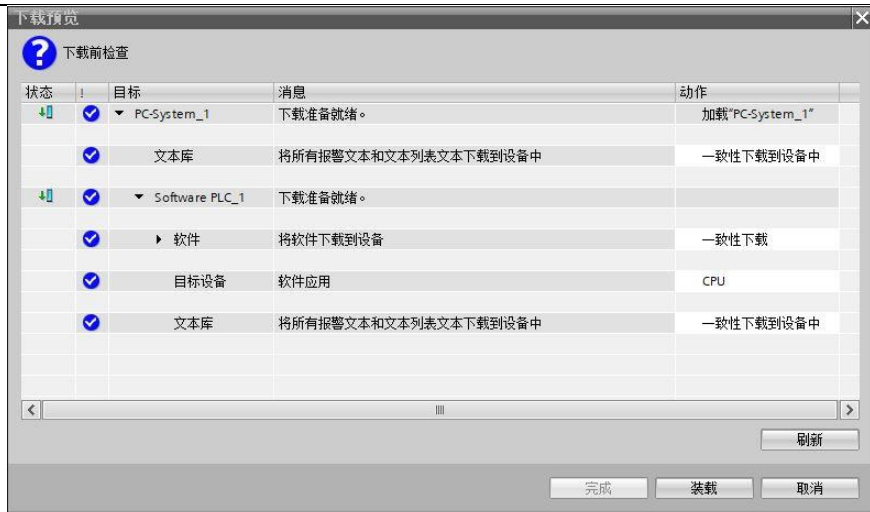 下载预览
下载前检查
状态 ! 目标 消息 动作
PC-System_1 下载准备就绪。 加载"PC-System_1"
文本库 将所有报警文本和文本列表文本下载到设备中 一致性下载到设备中
Software PLC_1 下载准备就绪。
软件 将软件下载到设备 一致性下载
目标设备 软件应用 CPU
文本库 将所有报警文本和文本列表文本下载到设备中 一致性下载到设备中
刷新
完成 装载 取消